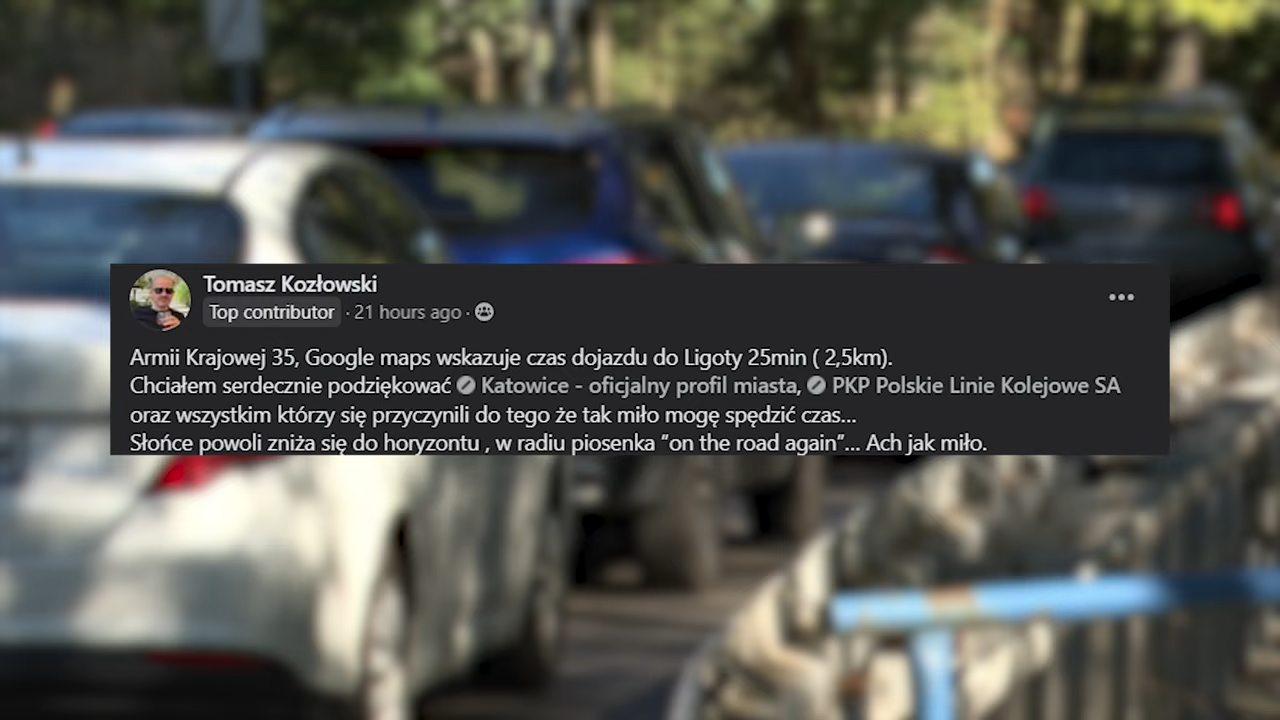 Tomasz Kozłowski
Top contributor · 21 hours ago ·
Armii Krajowej 35, Google maps wskazuje czas dojazdu do Ligoty 25min ( 2,5km).
Chciałem serdecznie podziękować Katowice - oficjalny profil miasta, PKP Polskie Linie Kolejowe SA
oraz wszystkim którzy się przyczynili do tego że tak miło mogę spędzić czas...
Słońce powoli zniża się do horyzontu , w radiu piosenka “on the road again”... Ach jak miło.